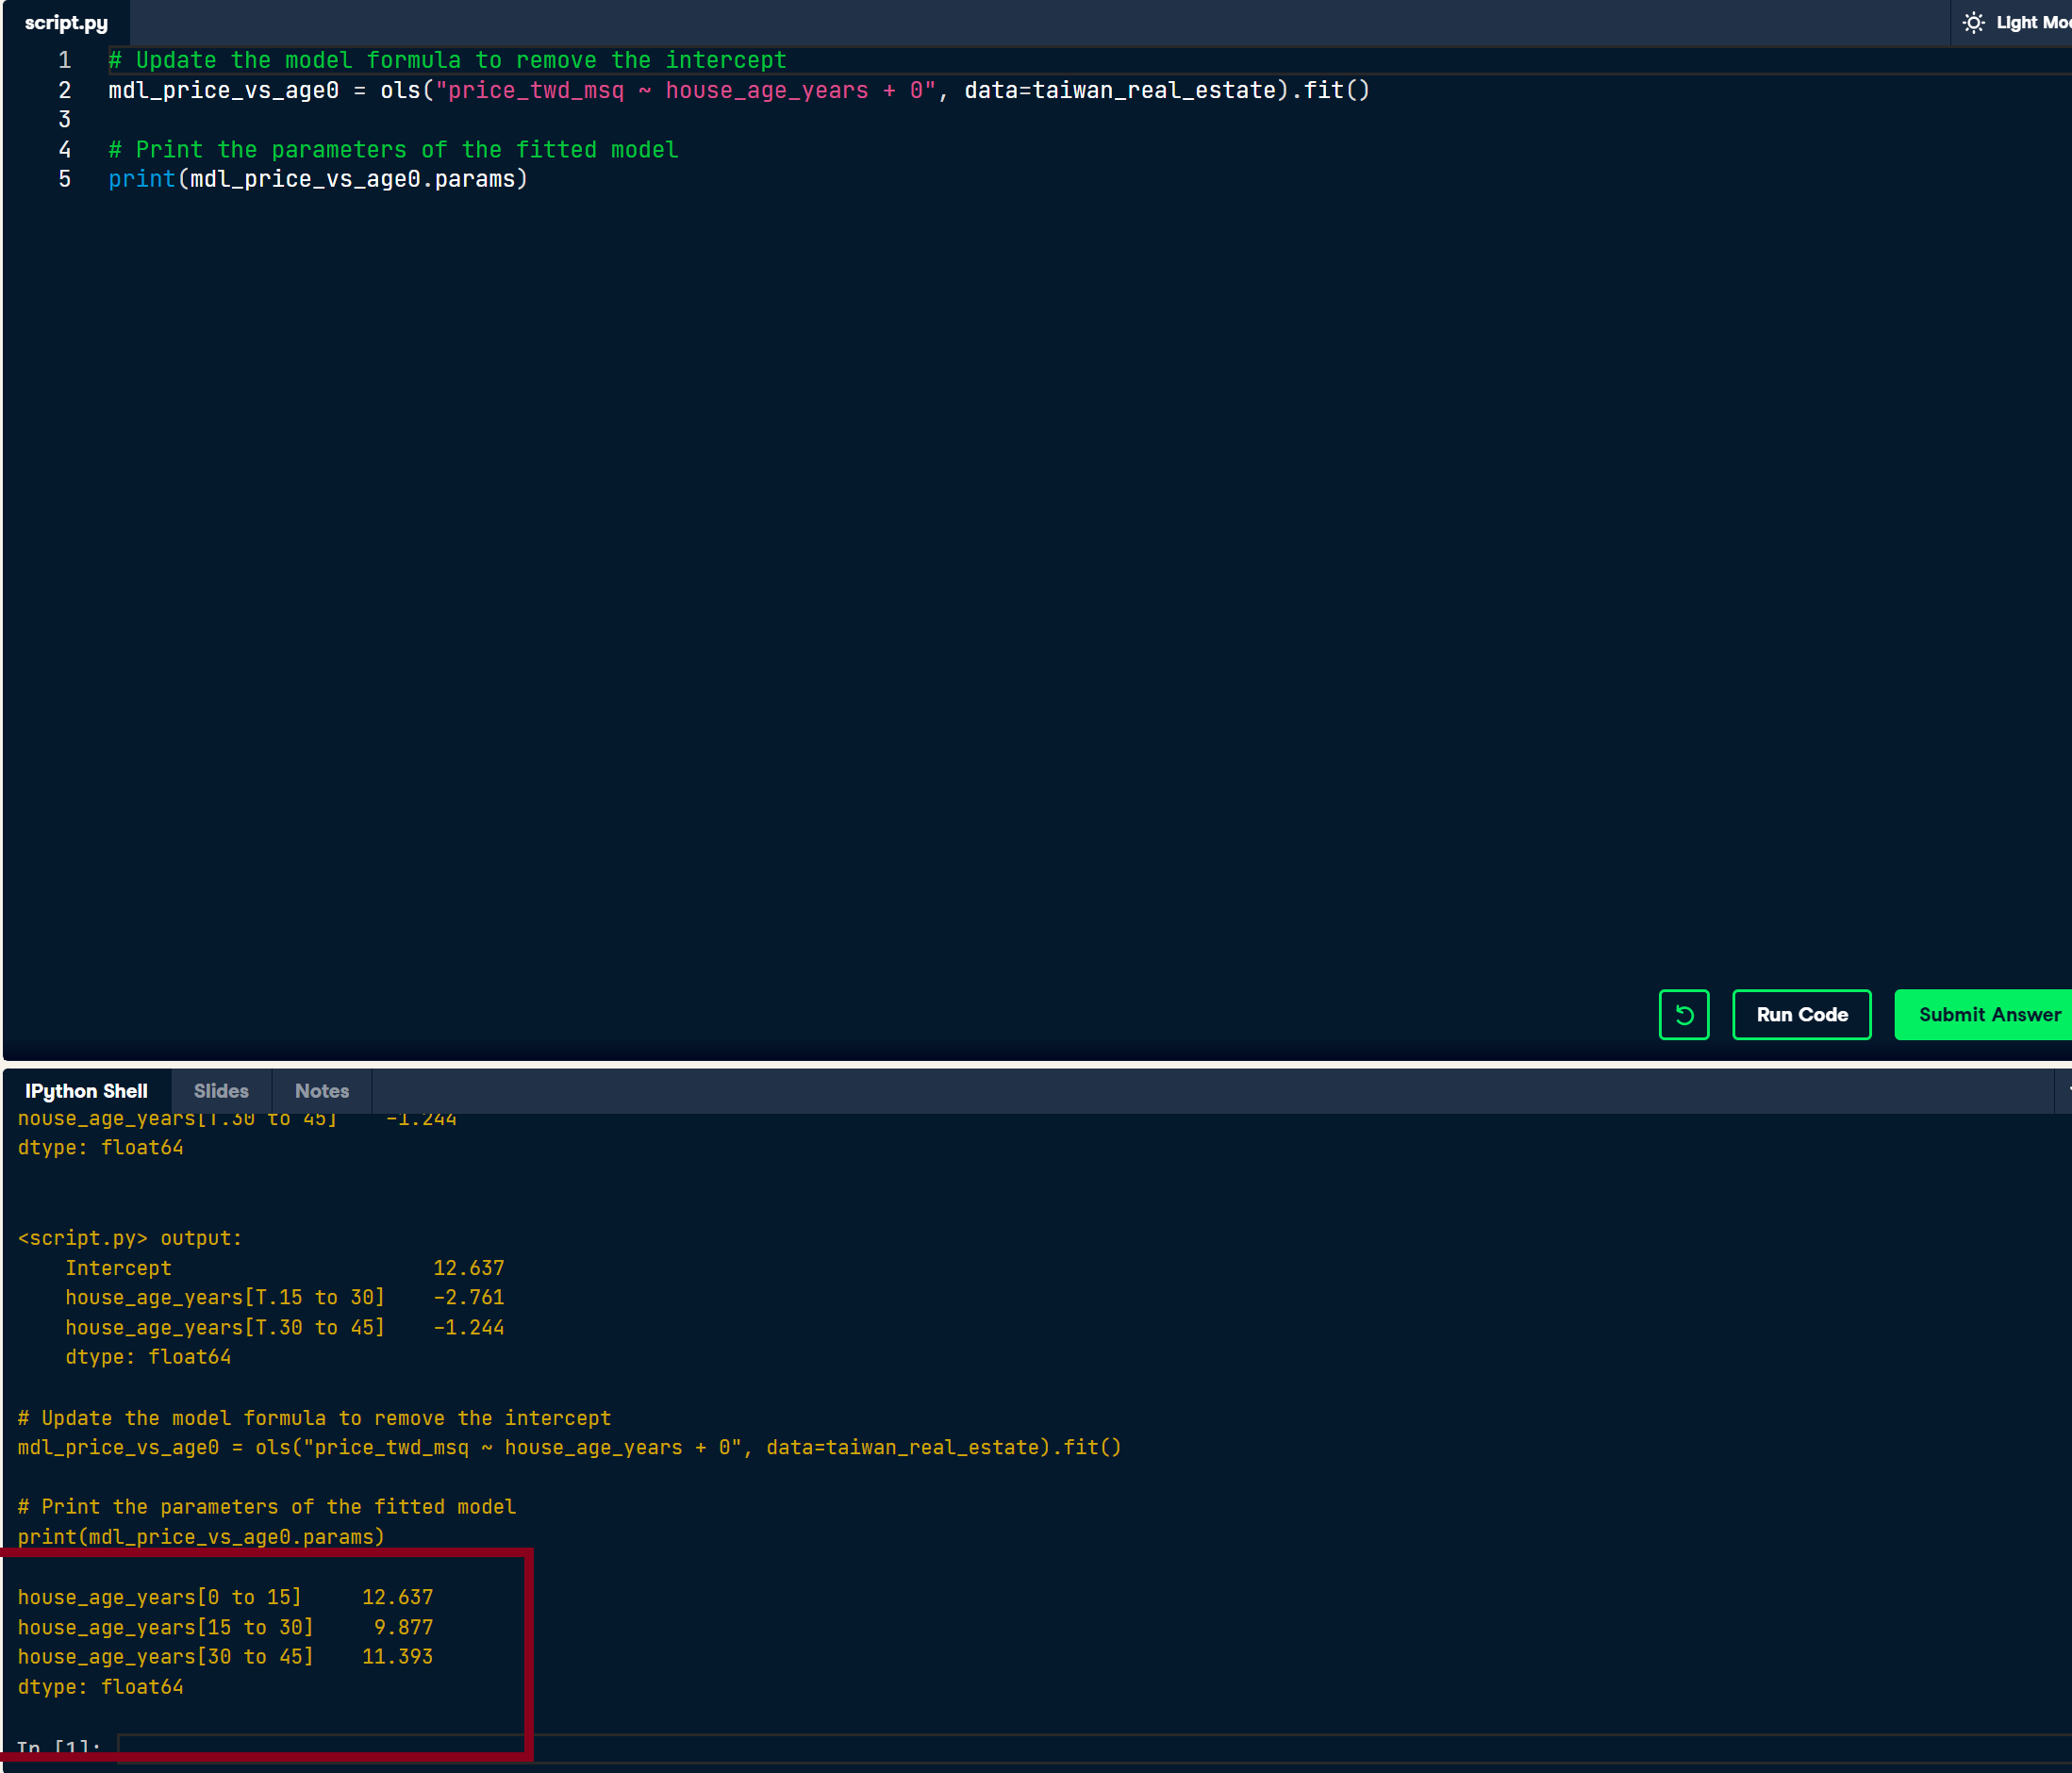 script.py
Light Mo
1 # Update the model formula to remove the intercept
2 mdl_price_vs_age0 = ols("price_twd_msq ~ house_age_years + 0", data=taiwan_real_estate).fit()
3
4 # Print the parameters of the fitted model
5 print(mdl_price_vs_age0.params)
Run Code
Submit Answer
IPython Shell
Slides
Notes
house_age_years[T.30 to 45]    -1.244
dtype: float64
<script.py> output:
Intercept                      12.637
house_age_years[T.15 to 30]    -2.761
house_age_years[T.30 to 45]    -1.244
dtype: float64
# Update the model formula to remove the intercept
mdl_price_vs_age0 = ols("price_twd_msq ~ house_age_years + 0", data=taiwan_real_estate).fit()
# Print the parameters of the fitted model
print(mdl_price_vs_age0.params)
house_age_years[0 to 15]     12.637
house_age_years[15 to 30]     9.877
house_age_years[30 to 45]    11.393
dtype: float64
In [1]: